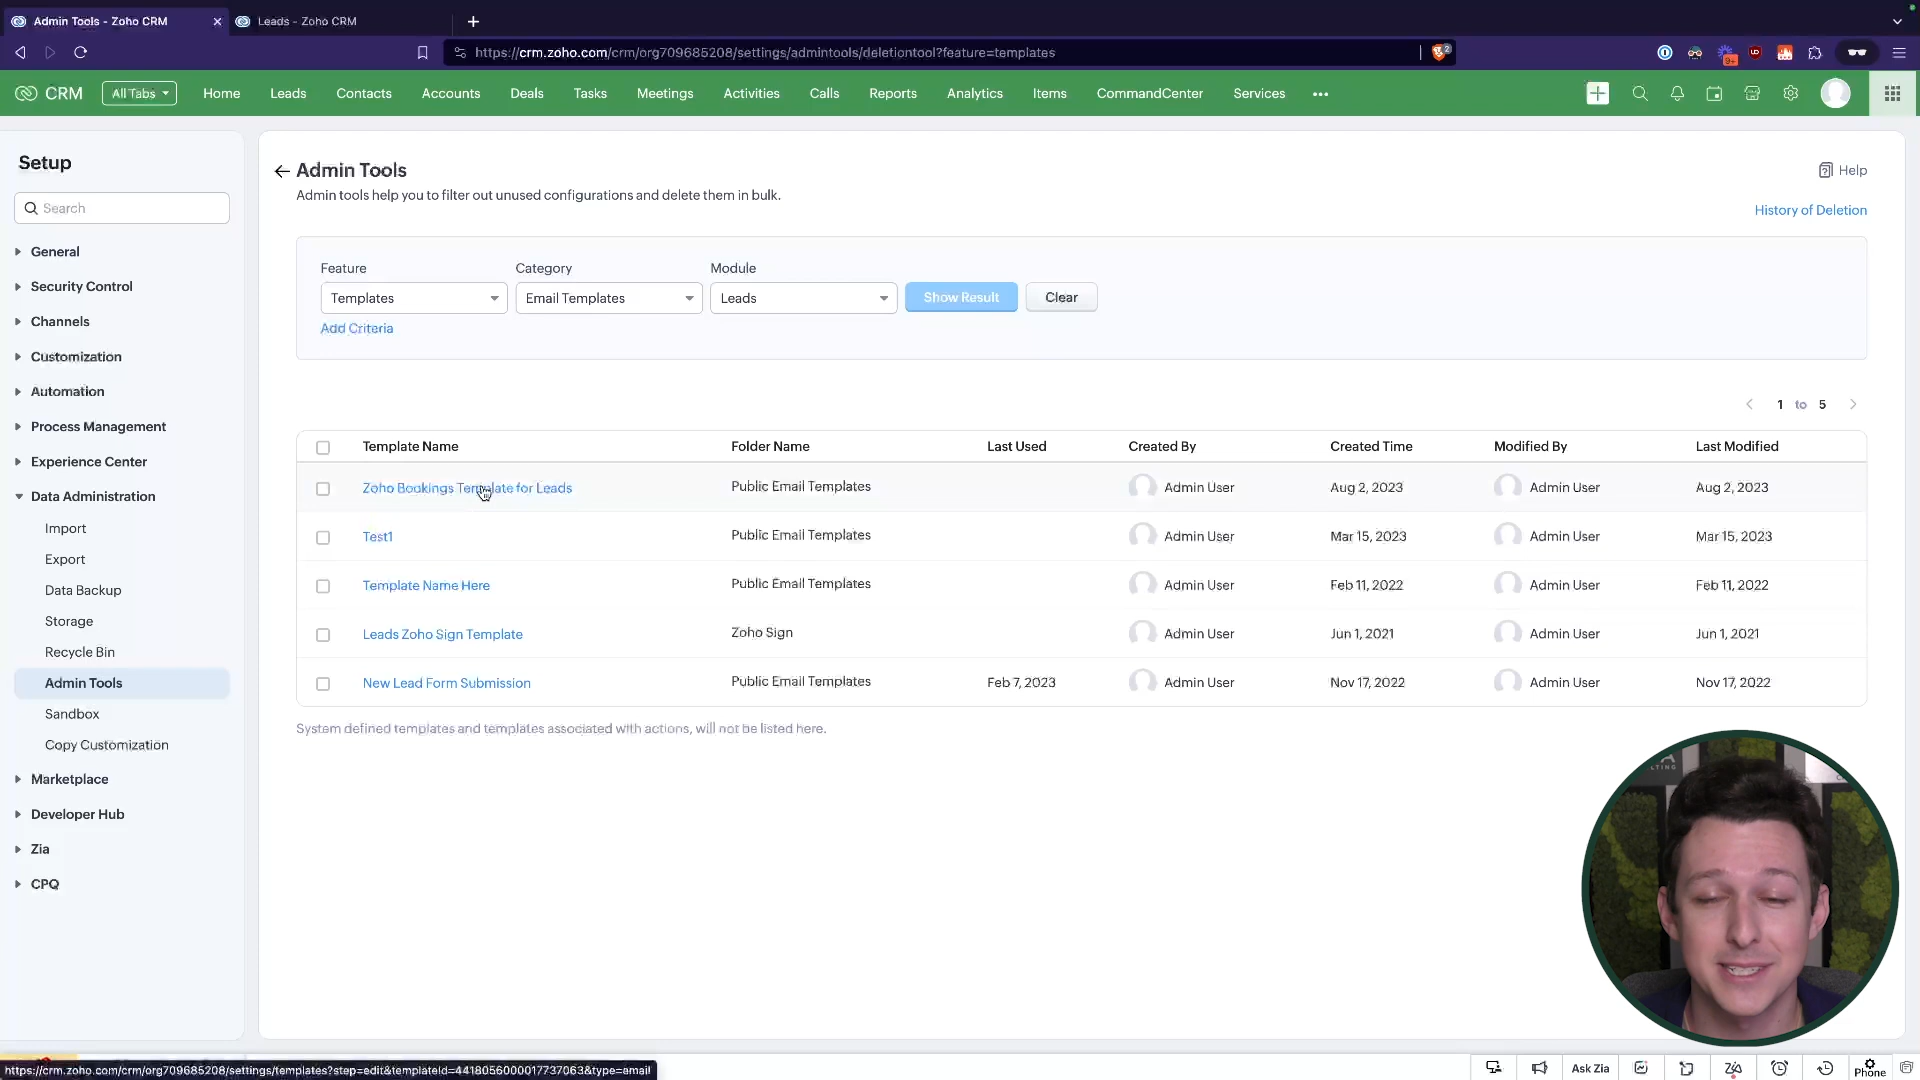 Admin Tools - Zoho CRM
Leads - Zoho CRM
https://crm.zoho.com/crm/org709685208/settings/admintools/deletiontool?feature=templates
2
9+
CRM
All Tabs
Home
Leads
Contacts
Accounts
Deals
Tasks
Meetings
Activities
Calls
Reports
Analytics
Items
CommandCenter
Services
Setup
Search
General
Security Control
Channels
Customization
Automation
Process Management
Experience Center
Data Administration
Import
Export
Data Backup
Storage
Recycle Bin
Admin Tools
Sandbox
Copy Customization
Marketplace
Developer Hub
Zia
CPQ
Admin Tools
Help
Admin tools help you to filter out unused configurations and delete them in bulk.
History of Deletion
Feature
Category
Module
Templates
Email Templates
Leads
Show Result
Clear
Add Criteria
1 to 5
Template Name
Folder Name
Last Used
Created By
Created Time
Modified By
Last Modified
Zoho Bookings Template for Leads
Public Email Templates
Admin User
Aug 2, 2023
Admin User
Aug 2, 2023
Test1
Public Email Templates
Admin User
Mar 15, 2023
Admin User
Mar 15, 2023
Template Name Here
Public Email Templates
Admin User
Feb 11, 2022
Admin User
Feb 11, 2022
Leads Zoho Sign Template
Zoho Sign
Admin User
Jun 1, 2021
Admin User
Jun 1, 2021
New Lead Form Submission
Public Email Templates
Feb 7, 2023
Admin User
Nov 17, 2022
Admin User
Nov 17, 2022
System defined templates and templates associated with actions, will not be listed here.
https://crm.zoho.com/crm/org709685208/settings/templates?step=edit&templateId=4418056000017737063&type=email
Ask Zia
Phone